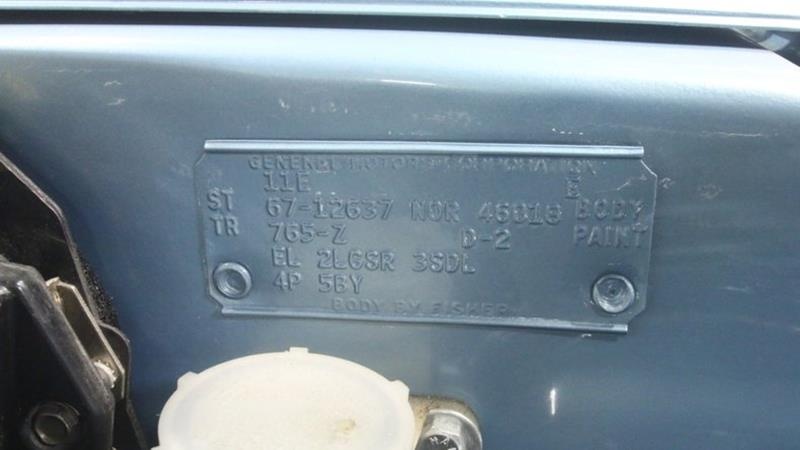 GENERAL MOTORS CORPORATION
11E E
ST 67-12637 NOR 46818 BODY
TR 765-Z D-2 PAINT
EL 2LGSR 3SDL
4P 5BY
BODY BY FISHER